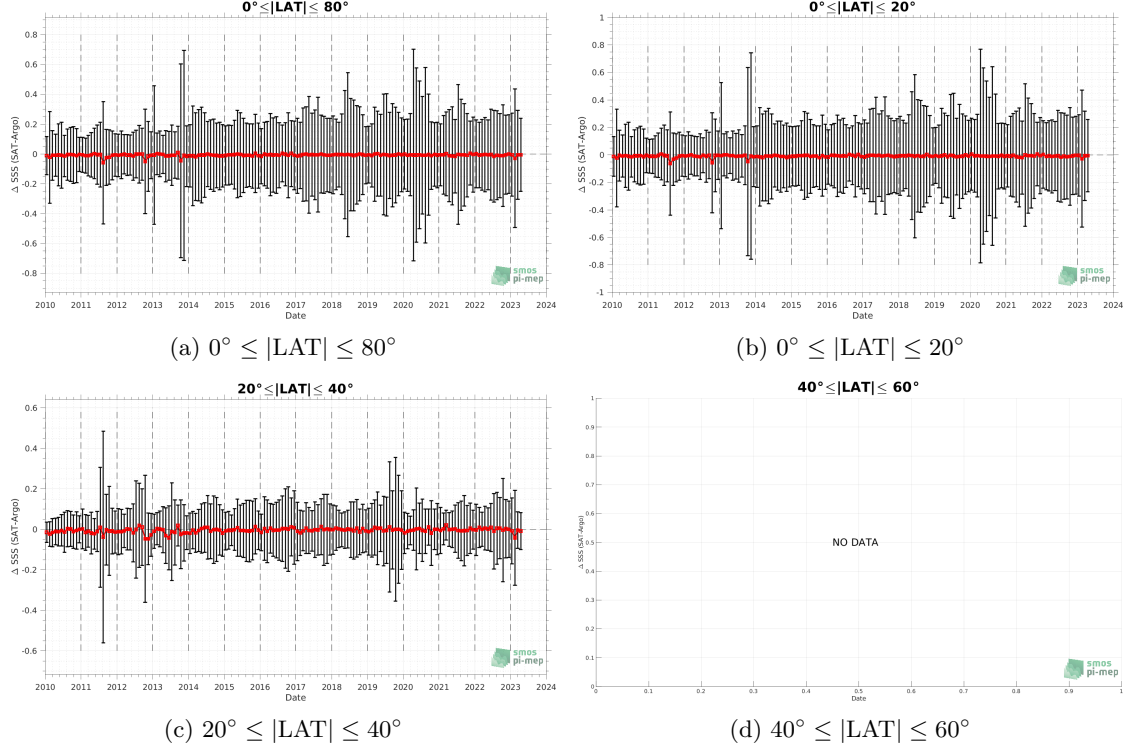 0°≤|LAT|≤ 80°
Δ SSS (SAT-Argo)
0.8
0.6
0.4
0.2
0
-0.2
-0.4
-0.6
-0.8
2010 2011 2012 2013 2014 2015 2016 2017 2018 2019 2020 2021 2022 2023 2024
Date
smos
pi-mep
(a) 0° ≤ |LAT| ≤ 80°
0°≤|LAT|≤ 20°
Δ SSS (SAT-Argo)
1
0.8
0.6
0.4
0.2
0
-0.2
-0.4
-0.6
-0.8
-1
2010 2011 2012 2013 2014 2015 2016 2017 2018 2019 2020 2021 2022 2023 2024
Date
smos
pi-mep
(b) 0° ≤ |LAT| ≤ 20°
20°≤|LAT|≤ 40°
Δ SSS (SAT-Argo)
0.6
0.4
0.2
0
-0.2
-0.4
-0.6
2010 2011 2012 2013 2014 2015 2016 2017 2018 2019 2020 2021 2022 2023 2024
Date
smos
pi-mep
(c) 20° ≤ |LAT| ≤ 40°
40°≤|LAT|≤ 60°
Δ SSS (SAT-Argo)
1
0.9
0.8
0.7
0.6
0.5
0.4
0.3
0.2
0.1
0
NO DATA
0 0.1 0.2 0.3 0.4 0.5 0.6 0.7 0.8 0.9 1
Date
smos
pi-mep
(d) 40° ≤ |LAT| ≤ 60°